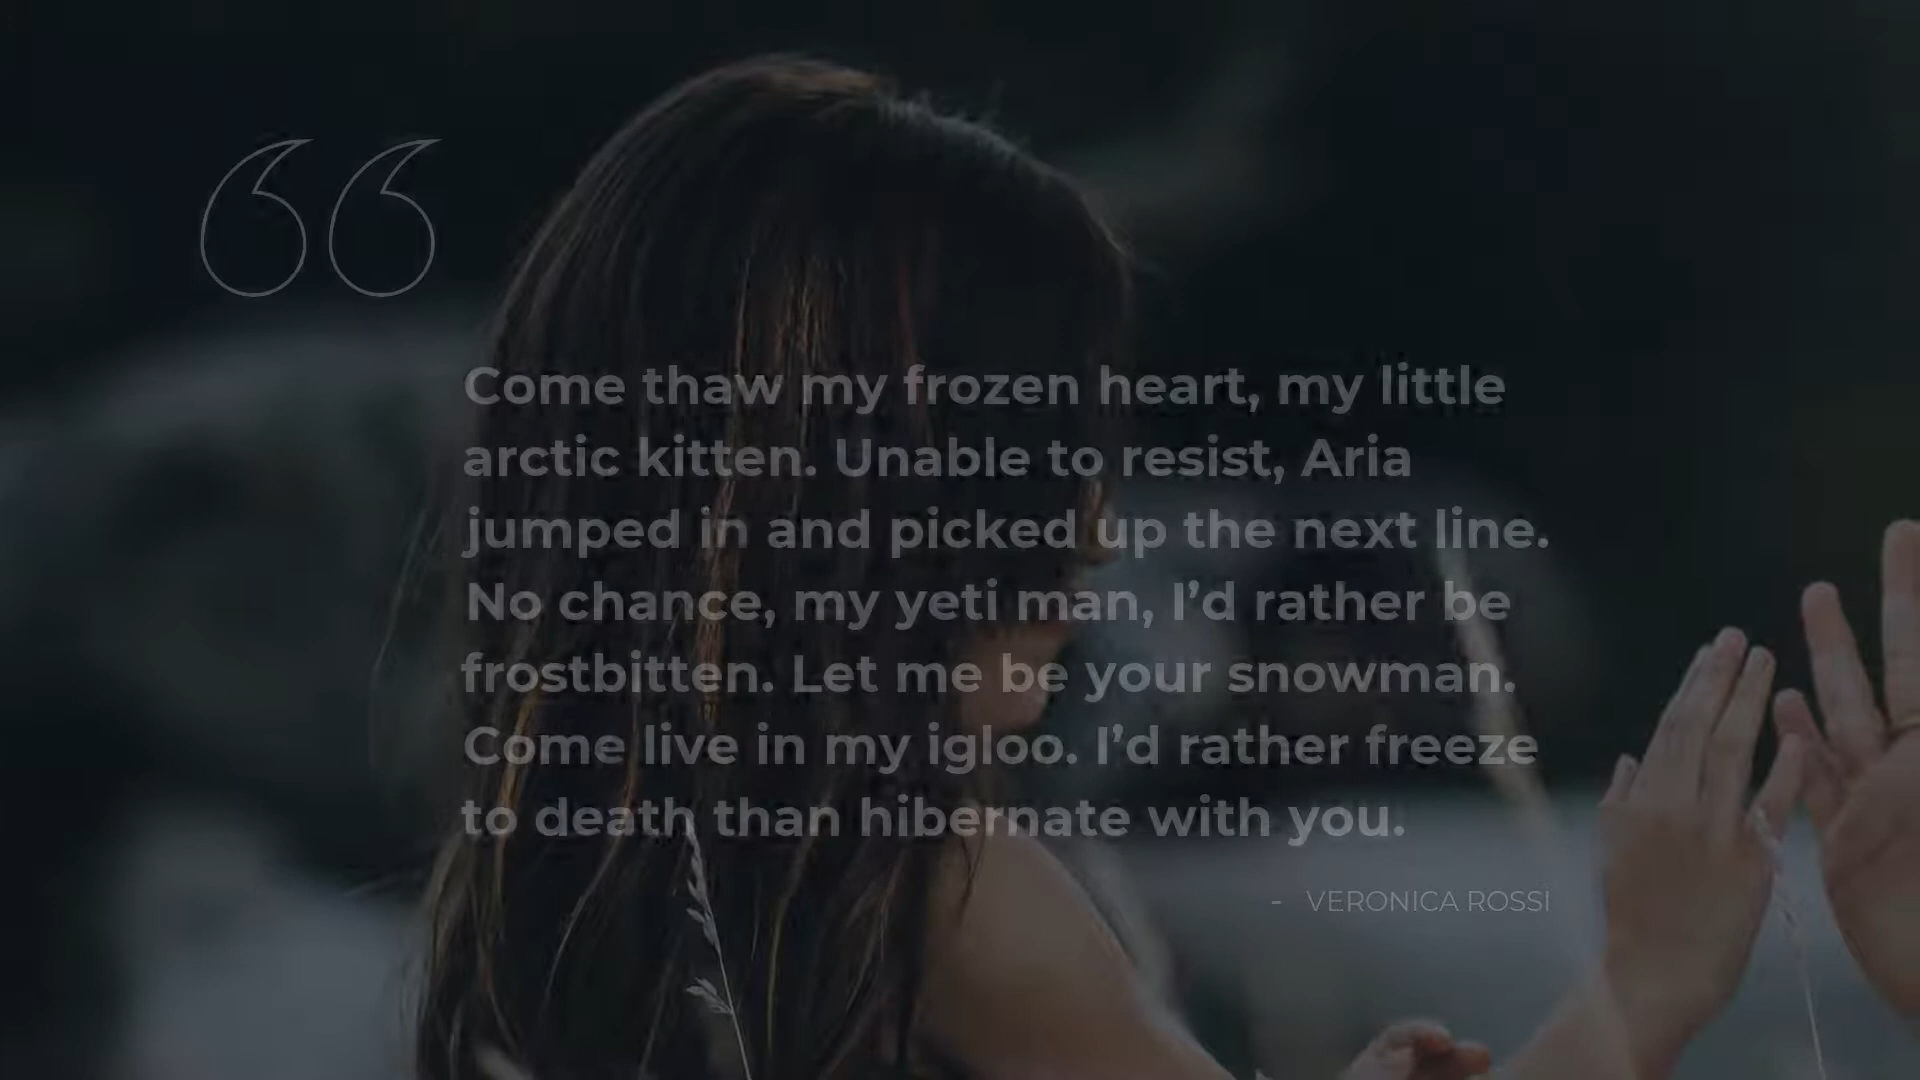 Come thaw my frozen heart, my little
arctic kitten. Unable to resist, Aria
jumped in and picked up the next line.
No chance, my yeti man, I’d rather be
frostbitten. Let me be your snowman.
Come live in my igloo. I’d rather freeze
to death than hibernate with you.
- VERONICA ROSSI